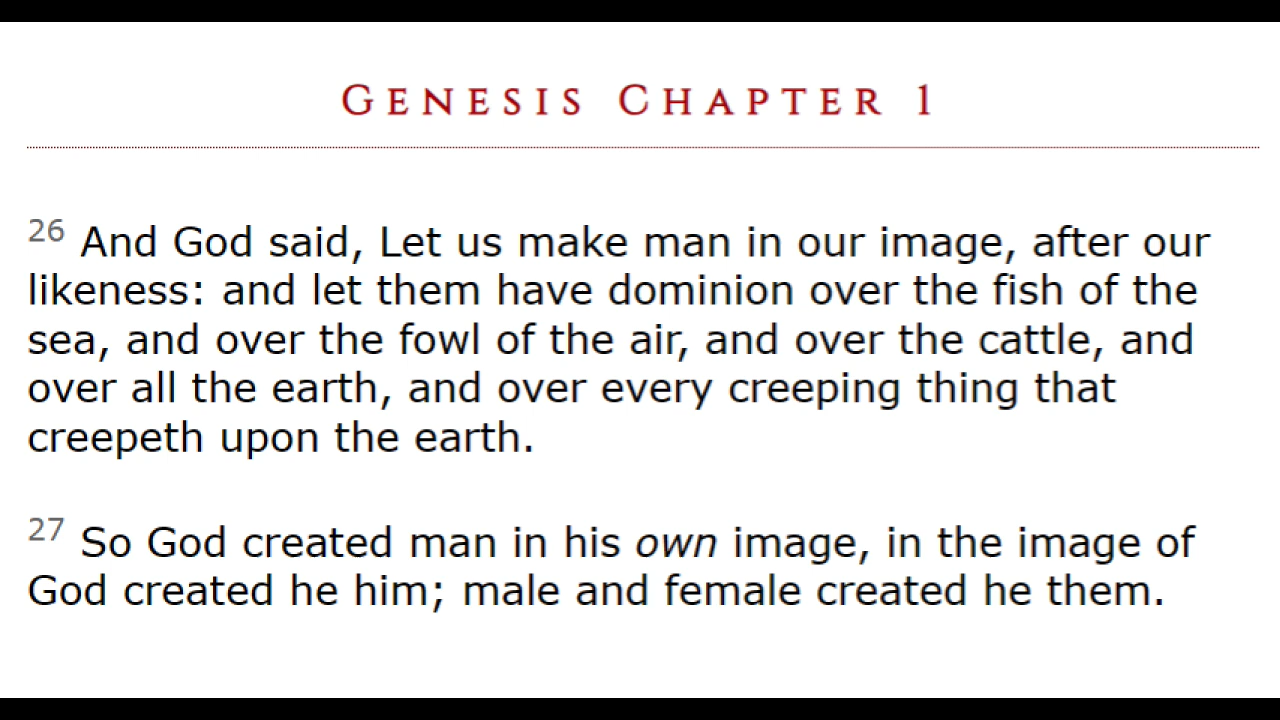 Genesis Chapter 1
26 And God said, Let us make man in our image, after our
likeness: and let them have dominion over the fish of the
sea, and over the fowl of the air, and over the cattle, and
over all the earth, and over every creeping thing that
creepeth upon the earth.
27 So God created man in his own image, in the image of
God created he him; male and female created he them.